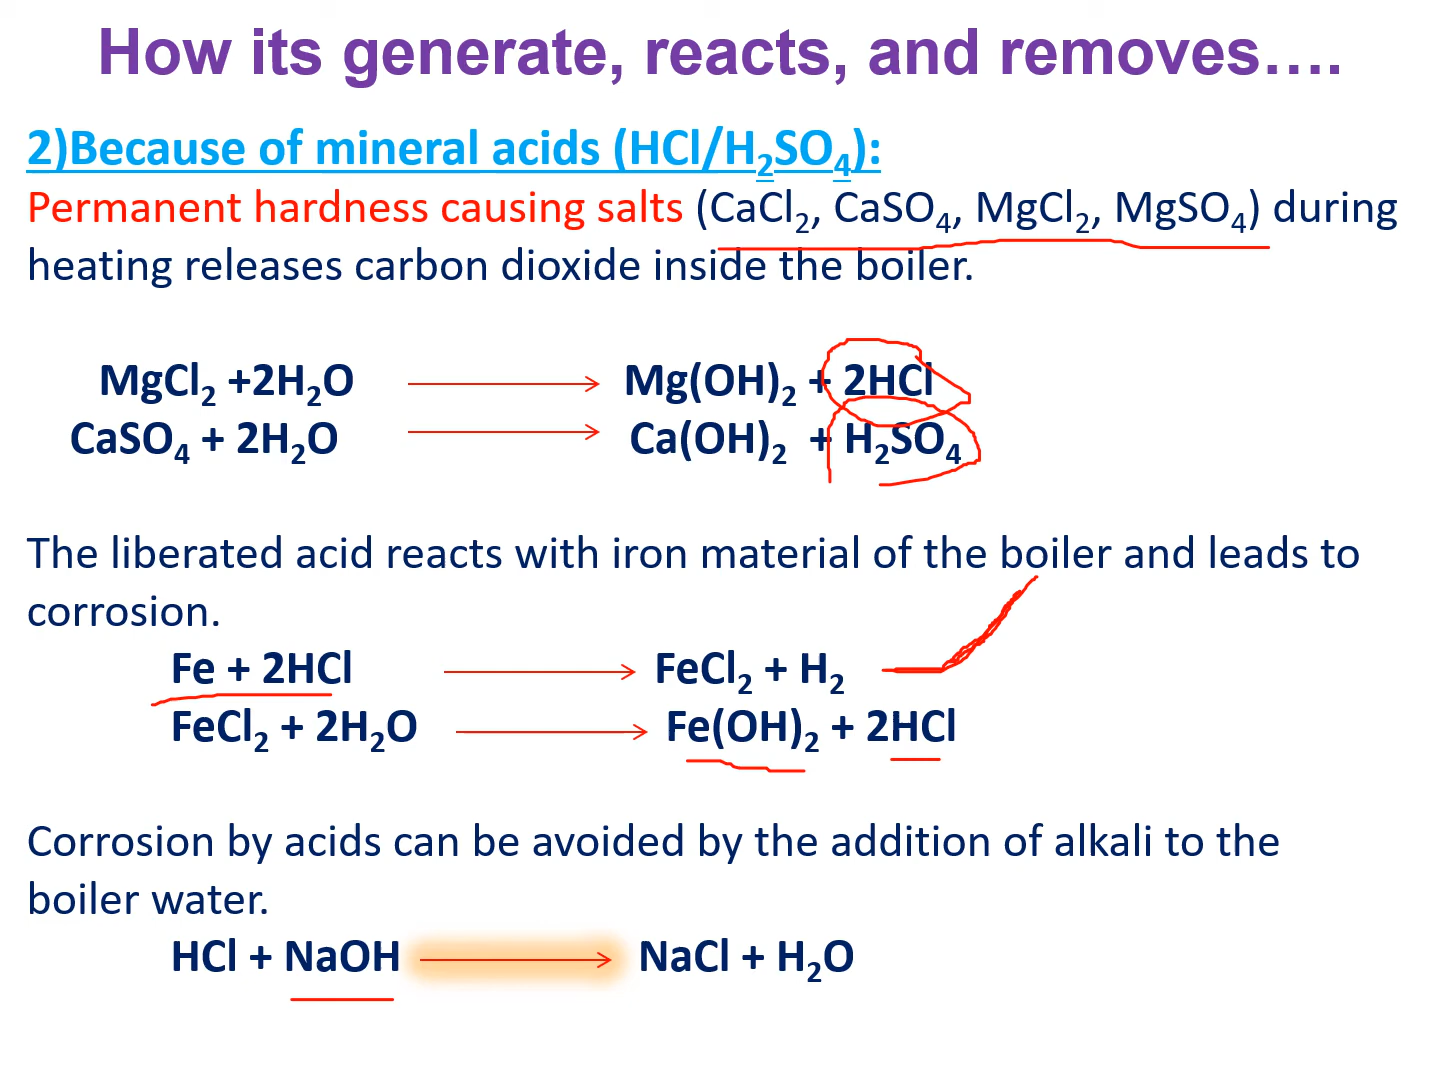 How its generate, reacts, and removes….
2)Because of mineral acids (HCl/H₂SO₄):
Permanent hardness causing salts (CaCl₂, CaSO₄, MgCl₂, MgSO₄) during
heating releases carbon dioxide inside the boiler.
MgCl₂ +2H₂O ⟶ Mg(OH)₂ + 2HCl
CaSO₄ + 2H₂O ⟶ Ca(OH)₂ + H₂SO₄
The liberated acid reacts with iron material of the boiler and leads to
corrosion.
Fe + 2HCl ⟶ FeCl₂ + H₂
FeCl₂ + 2H₂O ⟶ Fe(OH)₂ + 2HCl
Corrosion by acids can be avoided by the addition of alkali to the
boiler water.
HCl + NaOH ⟶ NaCl + H₂O